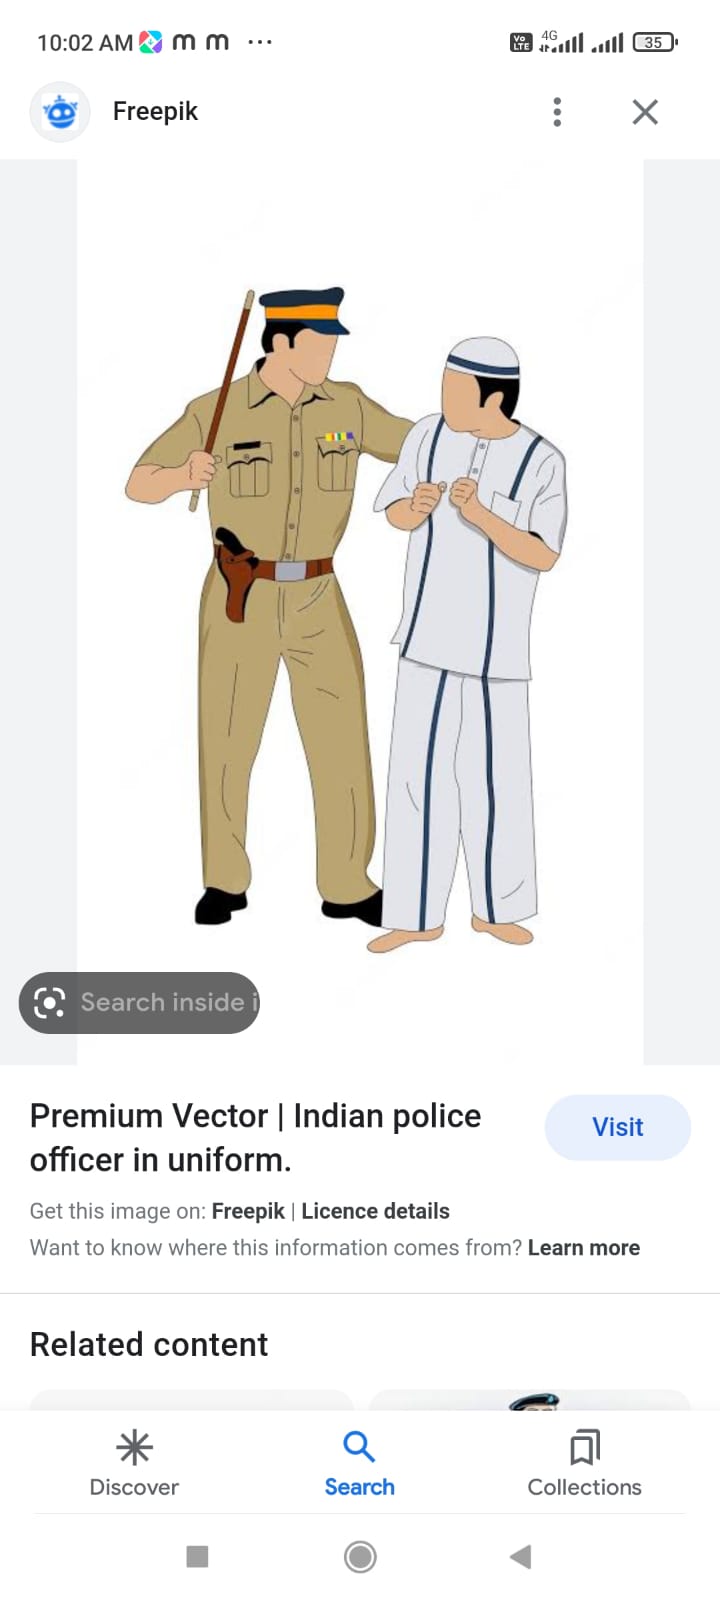 10:02 AM m m ...
Vo LTE 4G 35
Freepik
Search inside i
Premium Vector | Indian police
officer in uniform.
Visit
Get this image on: Freepik | Licence details
Want to know where this information comes from? Learn more
Related content
Discover
Search
Collections